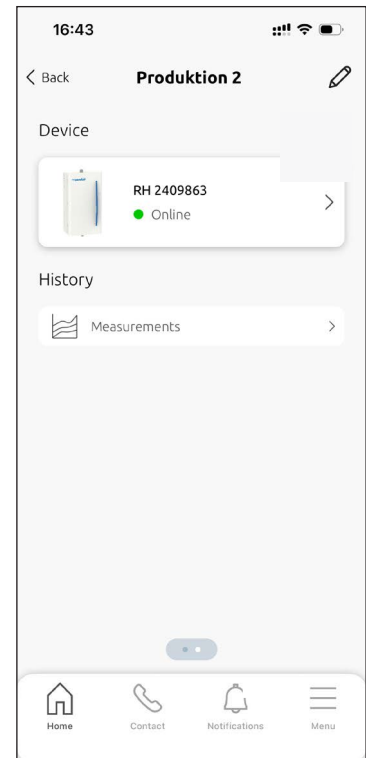 16:43
Back
Produktion 2
Device
RH 2409863
Online
History
Measurements
Home
Contact
Notifications
Menu